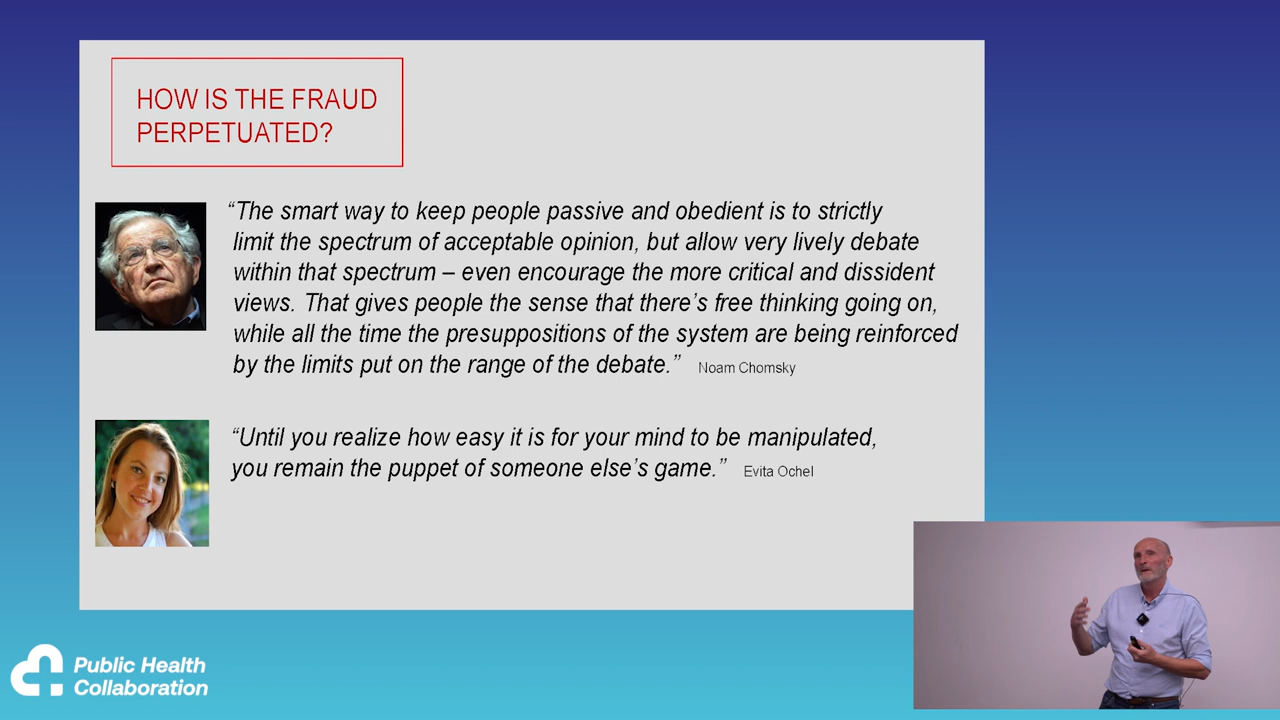 HOW IS THE FRAUD
PERPETUATED?
“The smart way to keep people passive and obedient is to strictly
limit the spectrum of acceptable opinion, but allow very lively debate
within that spectrum – even encourage the more critical and dissident
views. That gives people the sense that there’s free thinking going on,
while all the time the presuppositions of the system are being reinforced
by the limits put on the range of the debate.” Noam Chomsky
“Until you realize how easy it is for your mind to be manipulated,
you remain the puppet of someone else’s game.” Evita Ochel
Public Health
Collaboration